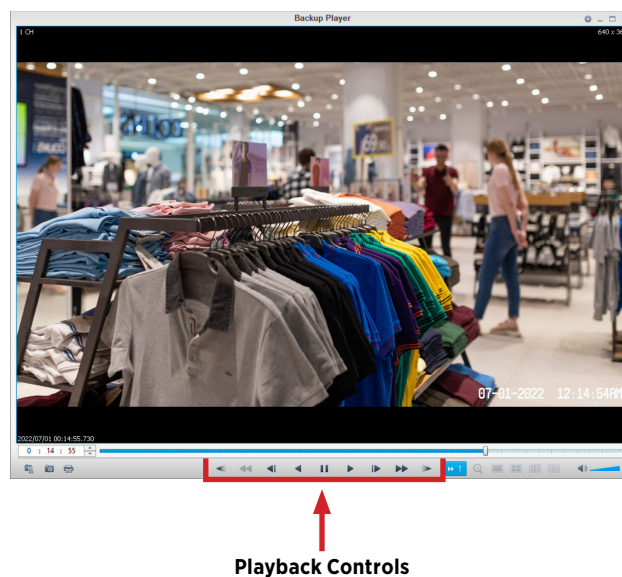 Backup Player
1 CH
640 x 36
07-01-2022 12:14:54AM
2022/07/01 00:14:55.730
0 : 14 : 55
1
Playback Controls